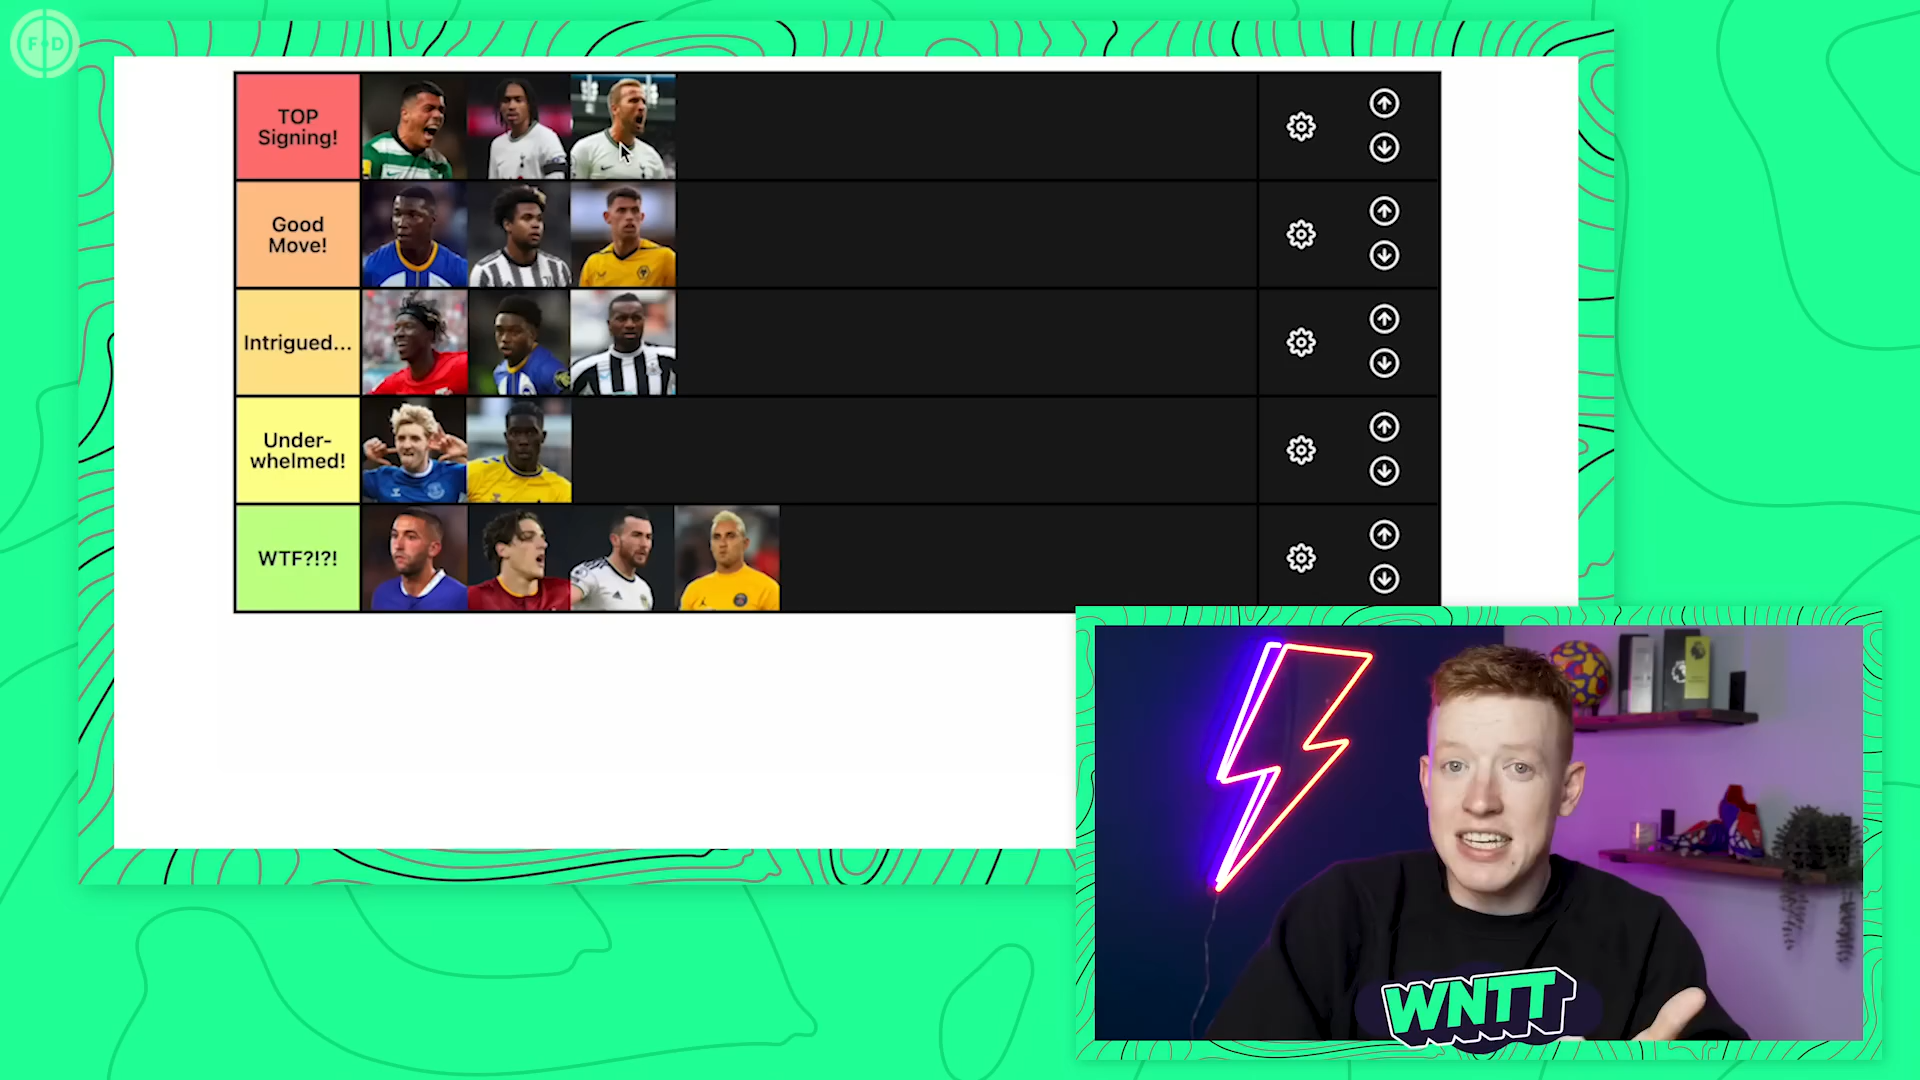 F D
TOP
Signing!
Good
Move!
Intrigued...
Under-
whelmed!
WTF?!?!
WNTT